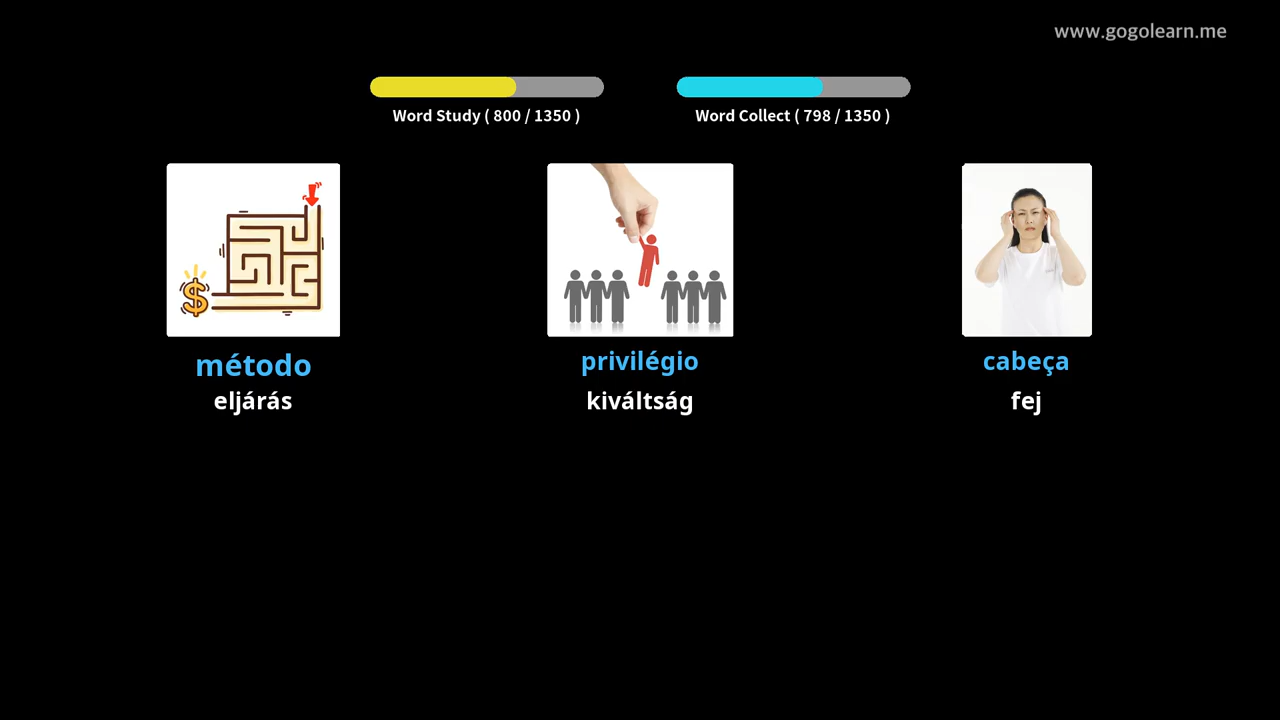 www.gogolearn.me
Word Study ( 800 / 1350 )
Word Collect ( 798 / 1350 )
método
eljárás
privilégio
kiváltság
cabeça
fej